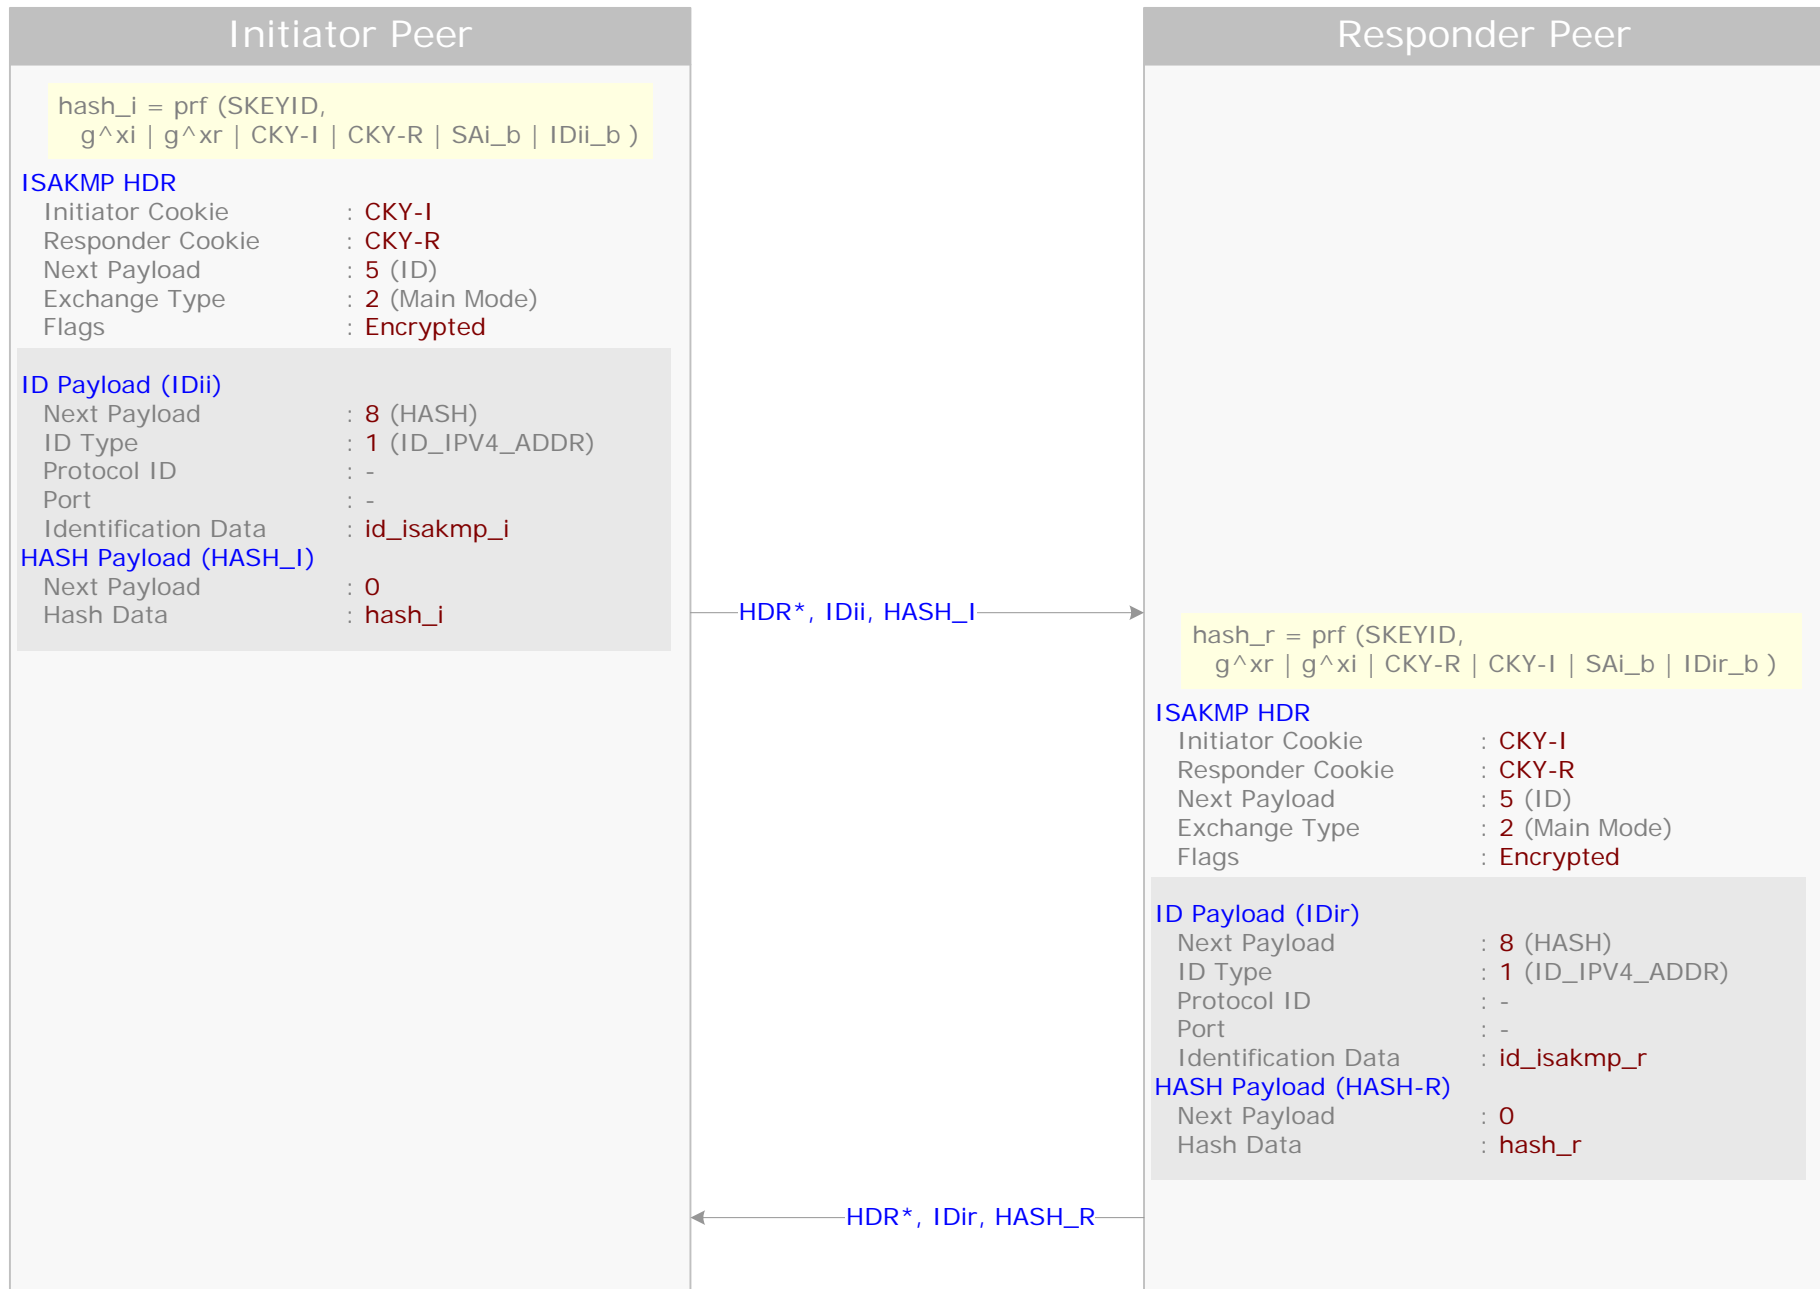 Initiator Peer
hash_i = prf (SKEYID,
g^xi | g^xr | CKY-I | CKY-R | SAi_b | IDii_b )
ISAKMP HDR
Initiator Cookie : CKY-I
Responder Cookie : CKY-R
Next Payload : 5 (ID)
Exchange Type : 2 (Main Mode)
Flags : Encrypted
ID Payload (IDii)
Next Payload : 8 (HASH)
ID Type : 1 (ID_IPV4_ADDR)
Protocol ID : -
Port : -
Identification Data : id_isakmp_i
HASH Payload (HASH_I)
Next Payload : 0
Hash Data : hash_i
HDR*, IDii, HASH_I
Responder Peer
hash_r = prf (SKEYID,
g^xr | g^xi | CKY-R | CKY-I | SAi_b | IDir_b )
ISAKMP HDR
Initiator Cookie : CKY-I
Responder Cookie : CKY-R
Next Payload : 5 (ID)
Exchange Type : 2 (Main Mode)
Flags : Encrypted
ID Payload (IDir)
Next Payload : 8 (HASH)
ID Type : 1 (ID_IPV4_ADDR)
Protocol ID : -
Port : -
Identification Data : id_isakmp_r
HASH Payload (HASH-R)
Next Payload : 0
Hash Data : hash_r
HDR*, IDir, HASH_R